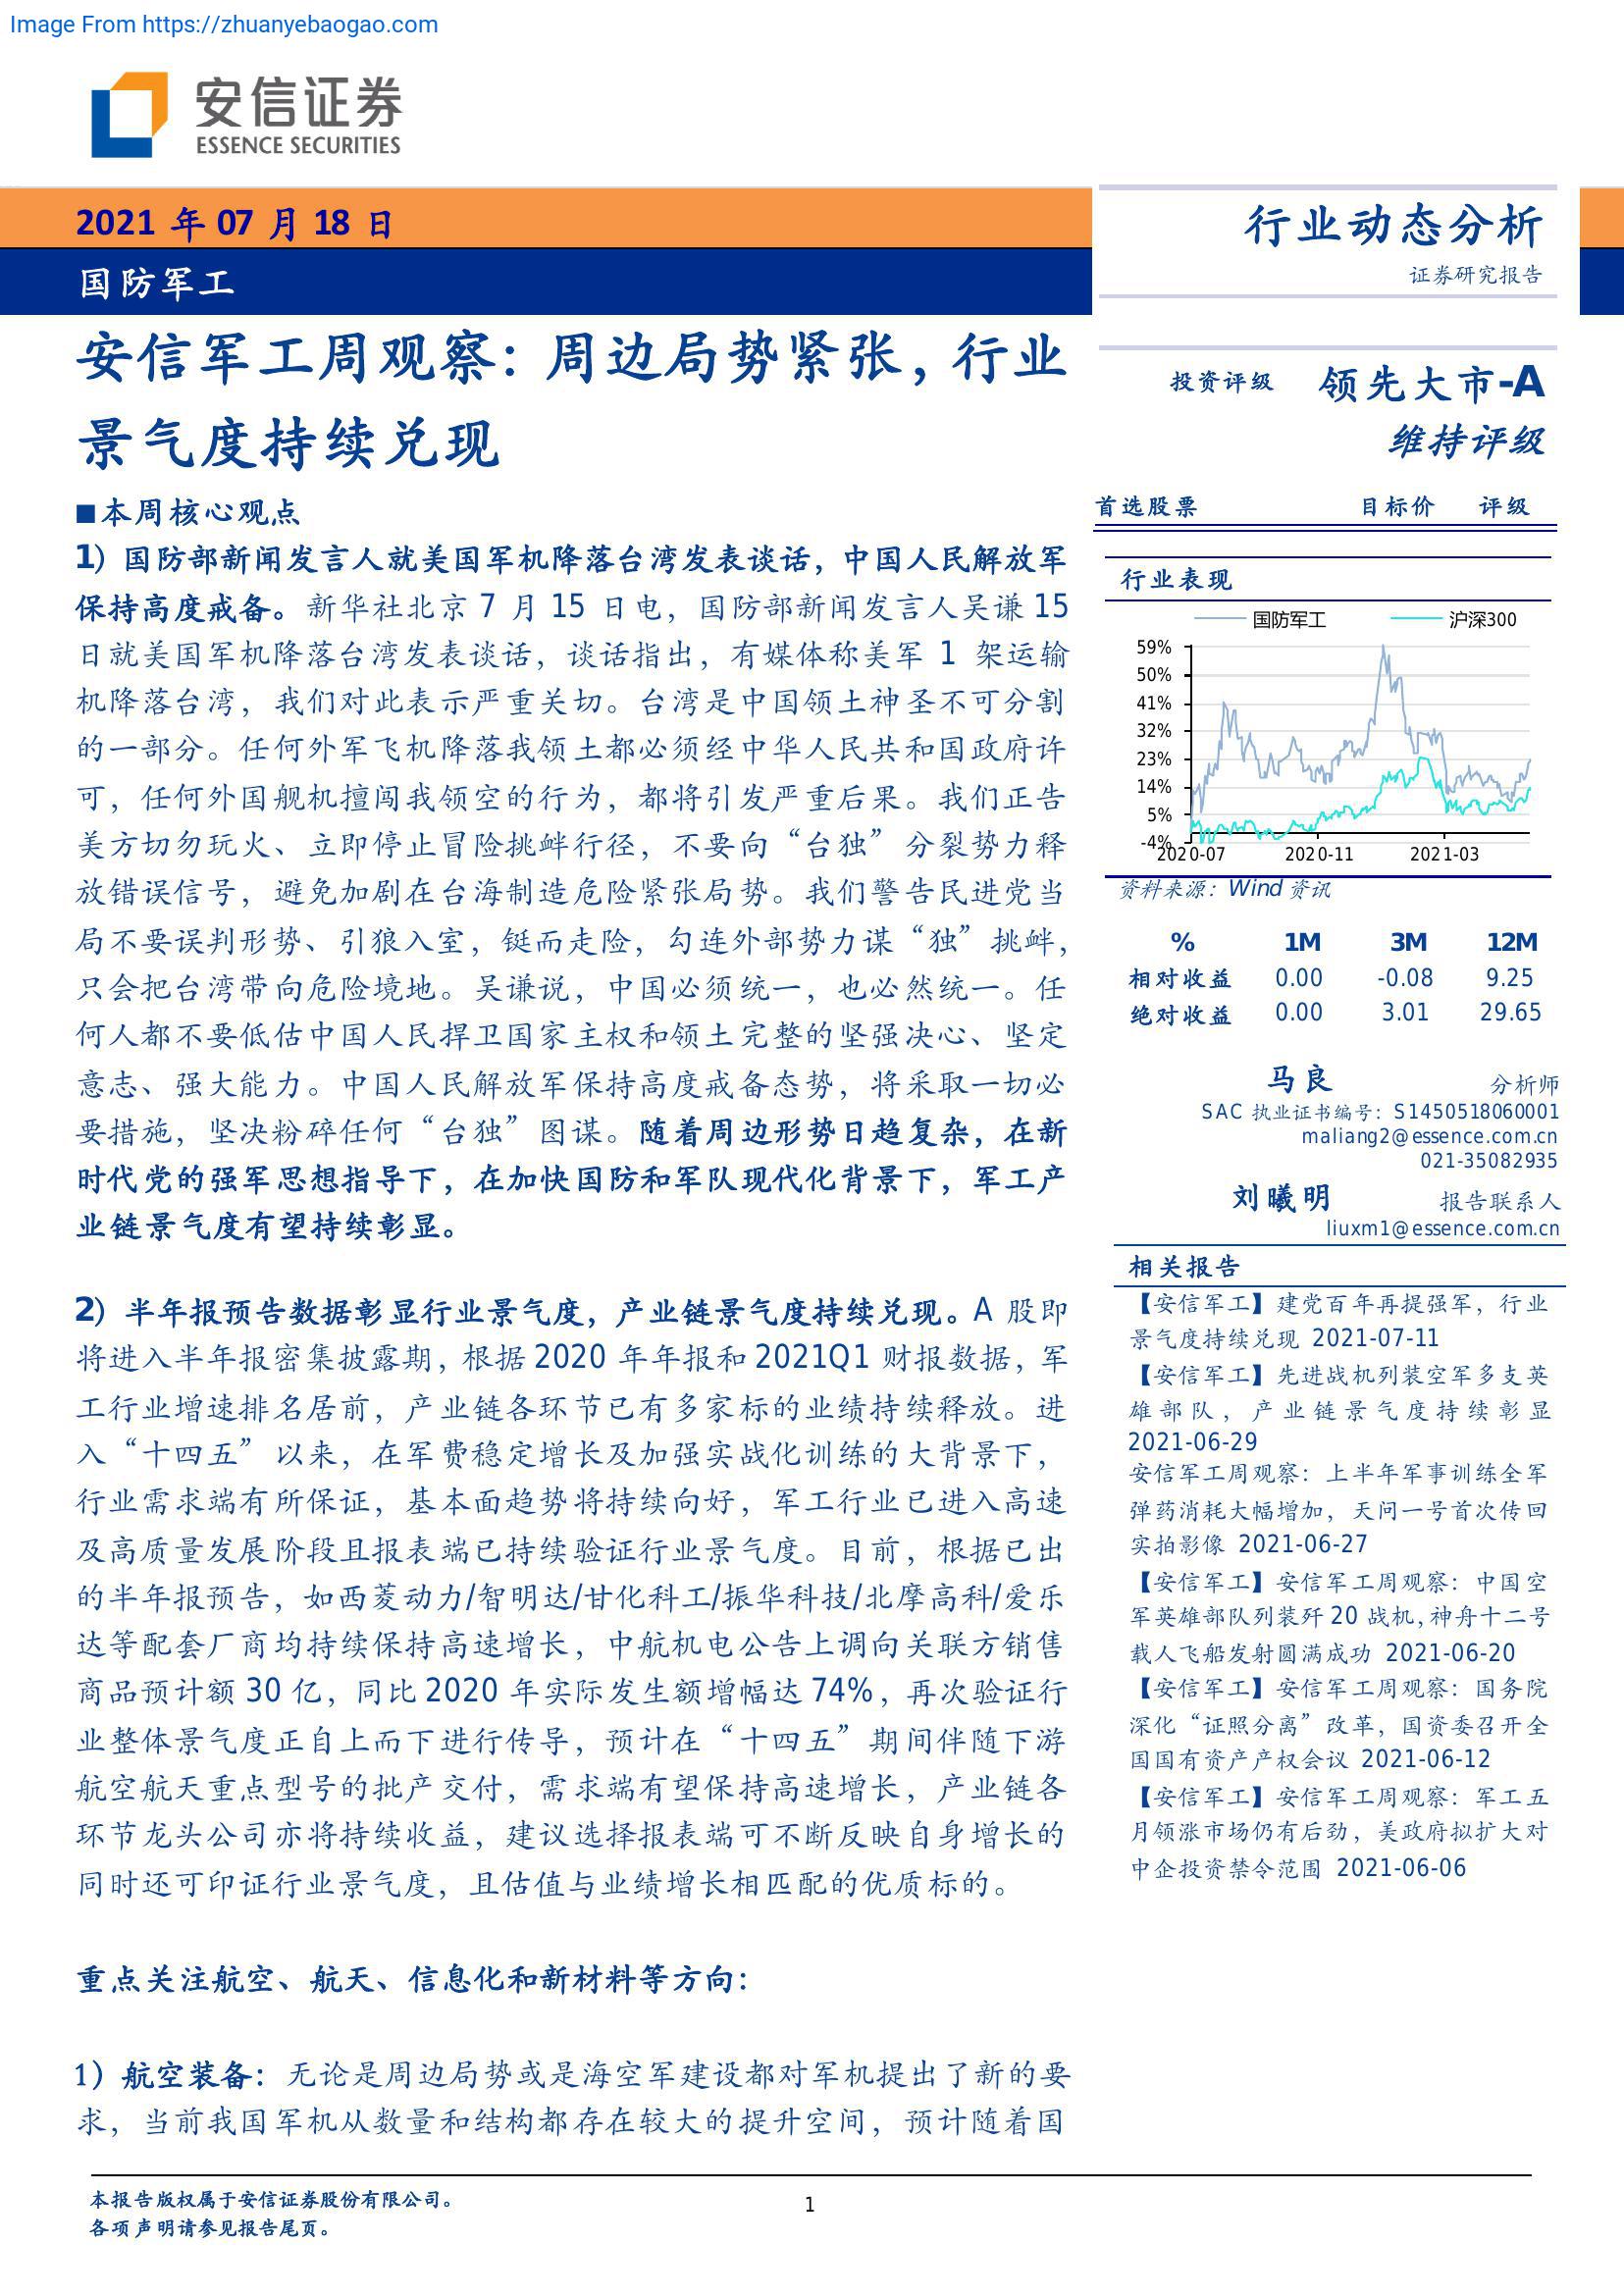 Image From https://zhuanyebaogao.com
安信证券
ESSENCE SECURITIES
2021 年 07 月 18 日
国防军工
行业动态分析
证券研究报告
安信军工周观察：周边局势紧张，行业
景气度持续兑现
■本周核心观点
1）国防部新闻发言人就美国军机降落台湾发表谈话，中国人民解放军
保持高度戒备。新华社北京 7 月 15 日电，国防部新闻发言人吴谦 15
日就美国军机降落台湾发表谈话，谈话指出，有媒体称美军 1 架运输
机降落台湾，我们对此表示严重关切。台湾是中国领土神圣不可分割
的一部分。任何外军飞机降落我领土都必须经中华人民共和国政府许
可，任何外国舰机擅闯我领空的行为，都将引发严重后果。我们正告
美方切勿玩火、立即停止冒险挑衅行径，不要向“台独”分裂势力释
放错误信号，避免加剧在台海制造危险紧张局势。我们警告民进党当
局不要误判形势、引狼入室，铤而走险，勾连外部势力谋“独”挑衅，
只会把台湾带向危险境地。吴谦说，中国必须统一，也必然统一。任
何人都不要低估中国人民捍卫国家主权和领土完整的坚强决心、坚定
意志、强大能力。中国人民解放军保持高度戒备态势，将采取一切必
要措施，坚决粉碎任何“台独”图谋。随着周边形势日趋复杂，在新
时代党的强军思想指导下，在加快国防和军队现代化背景下，军工产
业链景气度有望持续彰显。
2）半年报预告数据彰显行业景气度，产业链景气度持续兑现。A 股即
将进入半年报密集披露期，根据 2020 年年报和 2021Q1 财报数据，军
工行业增速排名居前，产业链各环节已有多家标的业绩持续释放。进
入“十四五”以来，在军费稳定增长及加强实战化训练的大背景下，
行业需求端有所保证，基本面趋势将持续向好，军工行业已进入高速
及高质量发展阶段且报表端已持续验证行业景气度。目前，根据已出
的半年报预告，如西菱动力/智明达/甘化科工/振华科技/北摩高科/爱乐
达等配套厂商均持续保持高速增长，中航机电公告上调向关联方销售
商品预计额 30 亿，同比 2020 年实际发生额增幅达 74%，再次验证行
业整体景气度正自上而下进行传导，预计在“十四五”期间伴随下游
航空航天重点型号的批产交付，需求端有望保持高速增长，产业链各
环节龙头公司亦将持续收益，建议选择报表端可不断反映自身增长的
同时还可印证行业景气度，且估值与业绩增长相匹配的优质标的。
重点关注航空、航天、信息化和新材料等方向：
1）航空装备：无论是周边局势或是海空军建设都对军机提出了新的要
求，当前我国军机从数量和结构都存在较大的提升空间，预计随着国
投资评级 领先大市-A
维持评级
首选股票 目标价 评级
行业表现
国防军工 沪深300
59%
50%
41%
32%
23%
14%
5%
-4%
2020-07 2020-11 2021-03
资料来源：Wind 资讯
% 1M 3M 12M
相对收益 0.00 -0.08 9.25
绝对收益 0.00 3.01 29.65
马良 分析师
SAC 执业证书编号：S1450518060001
maliang2@essence.com.cn
021-35082935
刘曦明 报告联系人
liuxm1@essence.com.cn
相关报告
【安信军工】建党百年再提强军，行业
景气度持续兑现 2021-07-11
【安信军工】先进战机列装空军多支英
雄部队，产业链景气度持续彰显
2021-06-29
安信军工周观察：上半年军事训练全军
弹药消耗大幅增加，天问一号首次传回
实拍影像 2021-06-27
【安信军工】安信军工周观察：中国空
军英雄部队列装歼 20 战机,神舟十二号
载人飞船发射圆满成功 2021-06-20
【安信军工】安信军工周观察：国务院
深化“证照分离”改革，国资委召开全
国国有资产产权会议 2021-06-12
【安信军工】安信军工周观察：军工五
月领涨市场仍有后劲，美政府拟扩大对
中企投资禁令范围 2021-06-06
本报告版权属于安信证券股份有限公司。
各项声明请参见报告尾页。
1